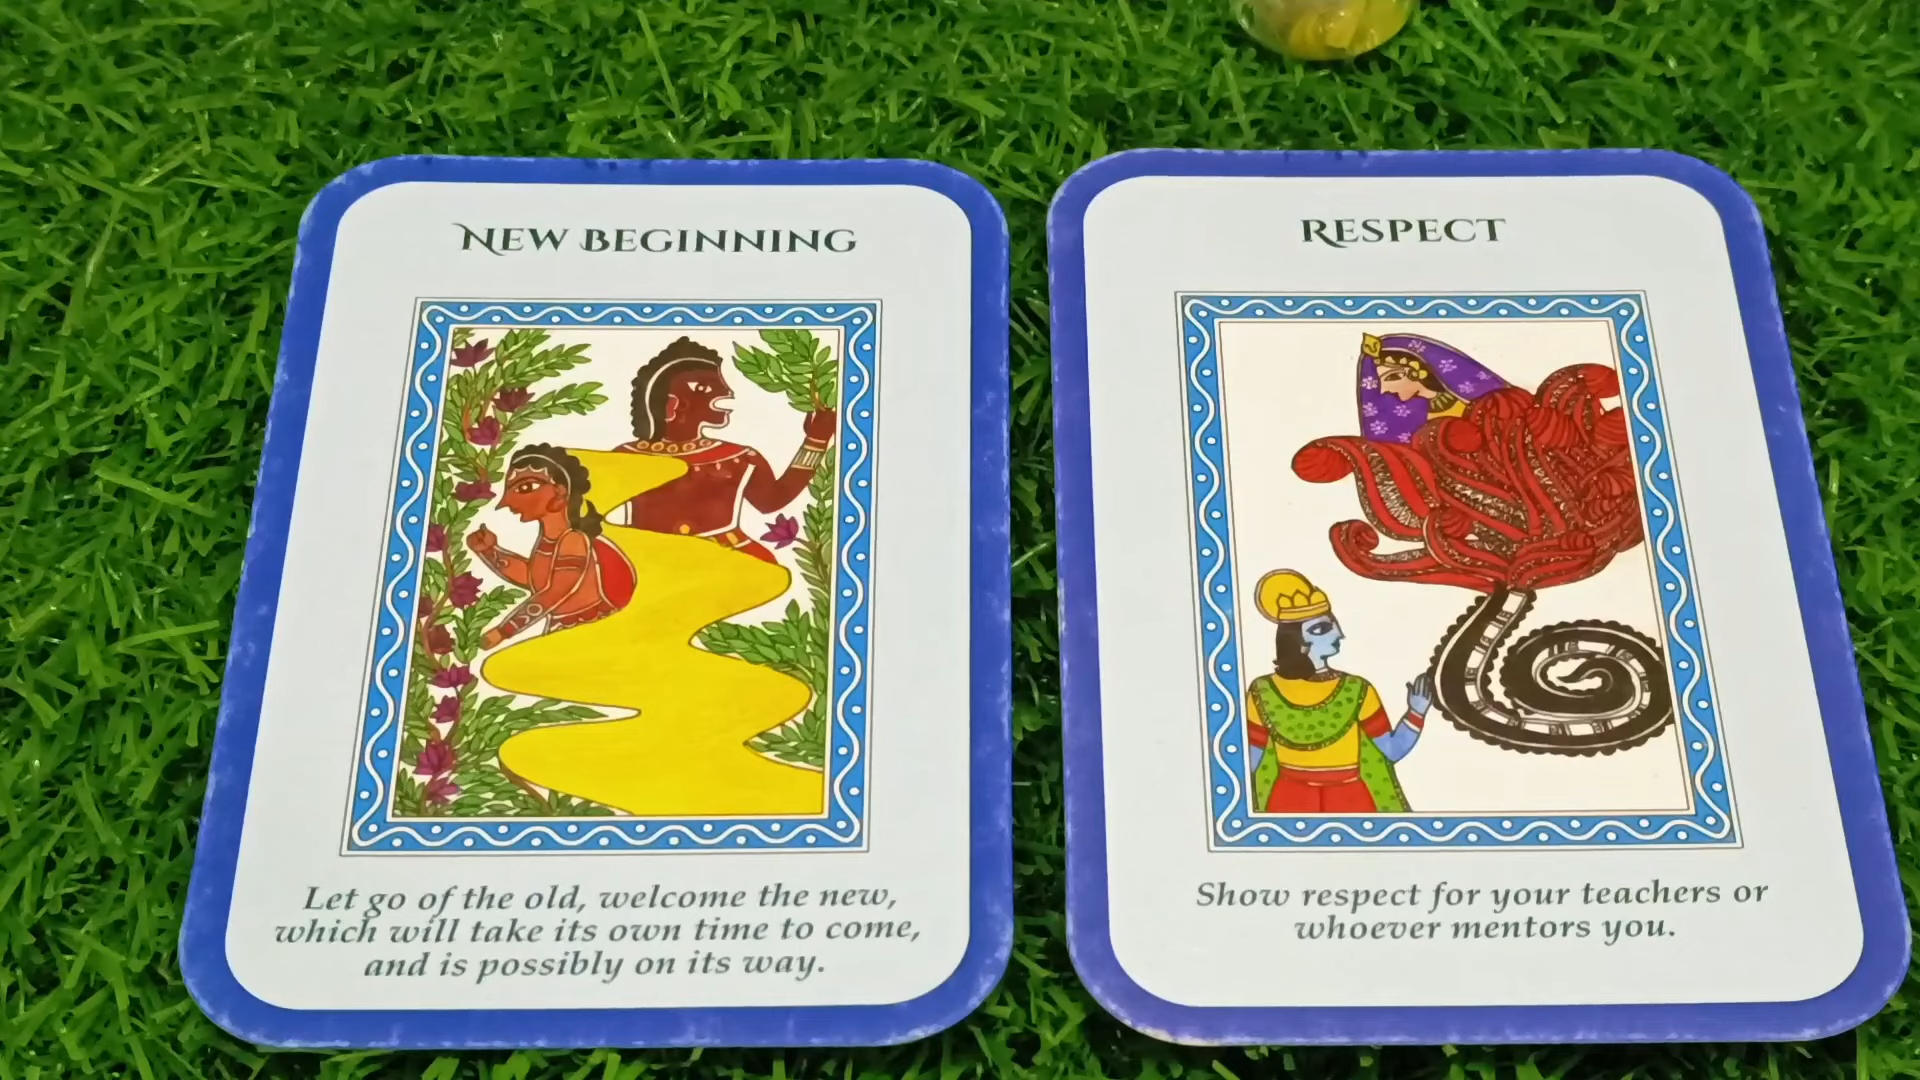 New Beginning
Let go of the old, welcome the new,
which will take its own time to come,
and is possibly on its way.
Respect
Show respect for your teachers or
whoever mentors you.